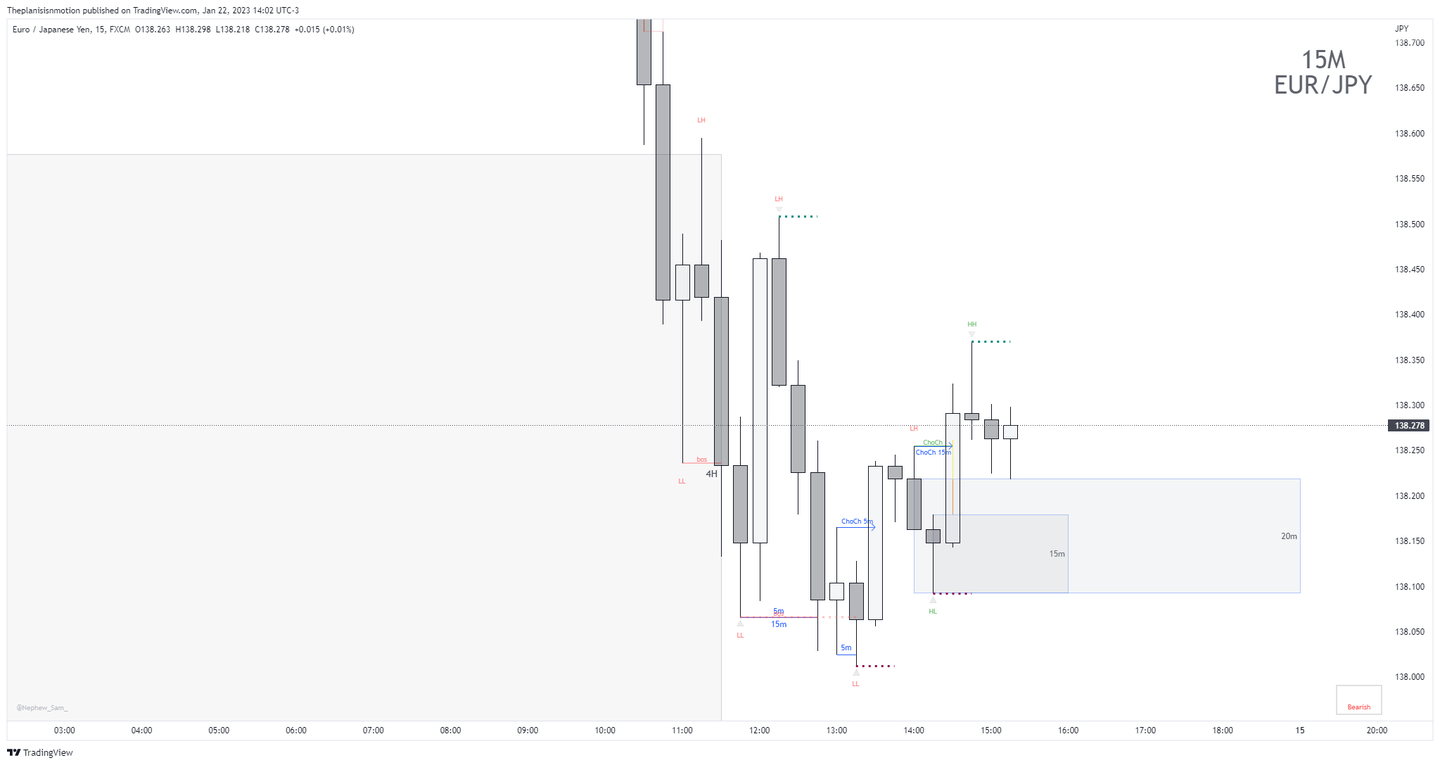 Theplanisisnmotion published on TradingView.com, Jan 22, 2023 14:02 UTC-3
Euro / Japanese Yen, 15, FXCM O138.263 H138.298 L138.218 C138.278 +0.015 (+0.01%)
JPY
138.700
15M
EUR/JPY
138.650
138.600
138.550
138.500
138.450
138.400
138.350
138.300
138.278
138.250
138.200
138.150
138.100
138.050
138.000
LH
LH
HH
LH
ChoCh
ChoCh 15m
bos
4H
LL
ChoCh 5m
20m
15m
5m
15m
HL
LL
5m
LL
@Nephew_Sam_
Bearish
03:00 04:00 05:00 06:00 07:00 08:00 09:00 10:00 11:00 12:00 13:00 14:00 15:00 16:00 17:00 18:00 15 20:00
TradingView